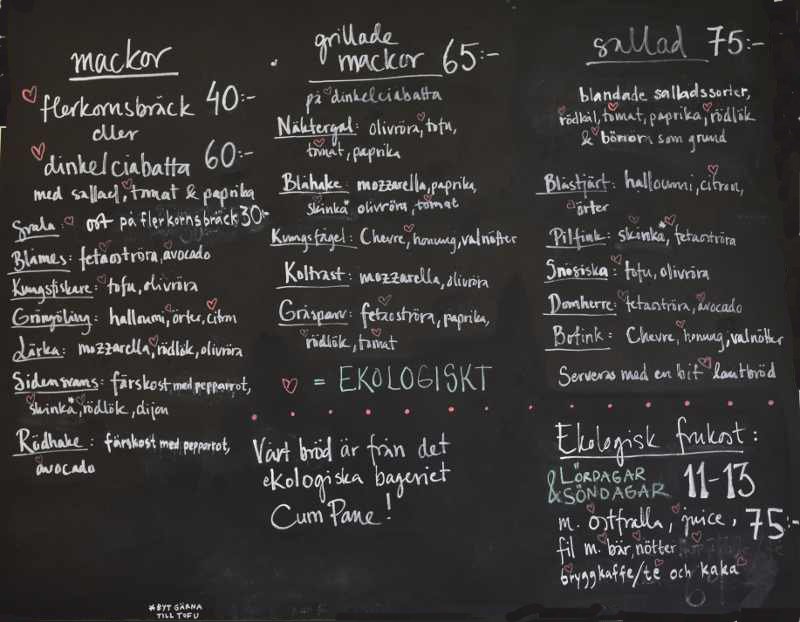 mackor
flerkornsbräck 40:-
eller
dinkelciabatta 60:-
med sallad, tomat & paprika
Svala: ost på flerkornsbräck 30:-
Blåmes: fetaoströra, avocado
Kungsfiskare: tofu, olivröra
Gröngöling: halloumi, örter, citron
Lärka: mozzarella, rödlök, olivröra
Sidensvans: färskost med pepparrot,
skinka*, rödlök, dijon
Rödhake: färskost med pepparrot,
avocado
*BYT GÄRNA
TILL TOFU
grillade
mackor 65:-
på dinkelciabatta
Näktergal: olivröra, tofu,
tomat, paprika
Blåhake: mozzarella, paprika,
skinka* olivröra, tomat
Kungsfågel: Chevre, honung, valnötter
Koltrast: mozzarella, olivröra
Gråsparv: fetaoströra, paprika,
rödlök, tomat
= EKOLOGISKT
Vårt bröd är från det
ekologiska bageriet
Cum Pane!
sallad 75:-
blandade salladssorter,
rödkål, tomat, paprika, rödlök
& bönor som grund
Blåstjärt: halloumi, citron,
örter
Pilfink: skinka*, fetaoströra
Snösiska: tofu, olivröra
Domherre: fetaoströra, avocado
Bofink: Chevre, honung, valnötter
Serveras med en bit lantbröd
Ekologisk frukost:
LÖRDAGAR
& SÖNDAGAR 11-13
m. ostfralla, juice, 75:-
fil m. bär, nötter
bryggkaffe/te och kaka